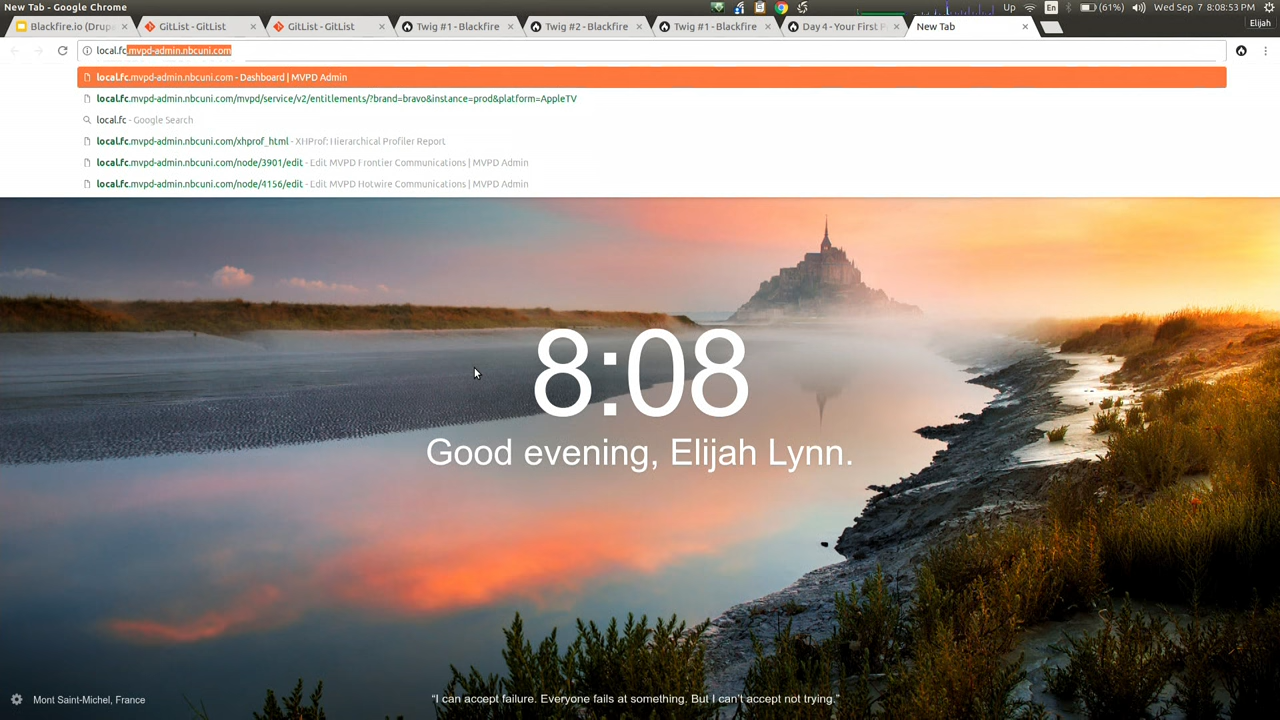 New Tab - Google Chrome
Up
En
(61%)
Wed Sep 7 8:08:53 PM
Blackfire.io (Drup
GitList - GitList
GitList - GitList
Twig #1 - Blackfire
Twig #2 - Blackfire
Twig #1 - Blackfire
Day 4 - Your First P
New Tab
Elijah
local.fc.mvpd-admin.nbcuni.com
local.fc.mvpd-admin.nbcuni.com - Dashboard | MVPD Admin
local.fc.mvpd-admin.nbcuni.com/mvpd/service/v2/entitlements/?brand=bravo&instance=prod&platform=AppleTV
local.fc - Google Search
local.fc.mvpd-admin.nbcuni.com/xhprof_html - XHProf: Hierarchical Profiler Report
local.fc.mvpd-admin.nbcuni.com/node/3901/edit - Edit MVPD Frontier Communications | MVPD Admin
local.fc.mvpd-admin.nbcuni.com/node/4156/edit - Edit MVPD Hotwire Communications | MVPD Admin
8:08
Good evening, Elijah Lynn.
Mont Saint-Michel, France
“I can accept failure. Everyone fails at something. But I can’t accept not trying.”